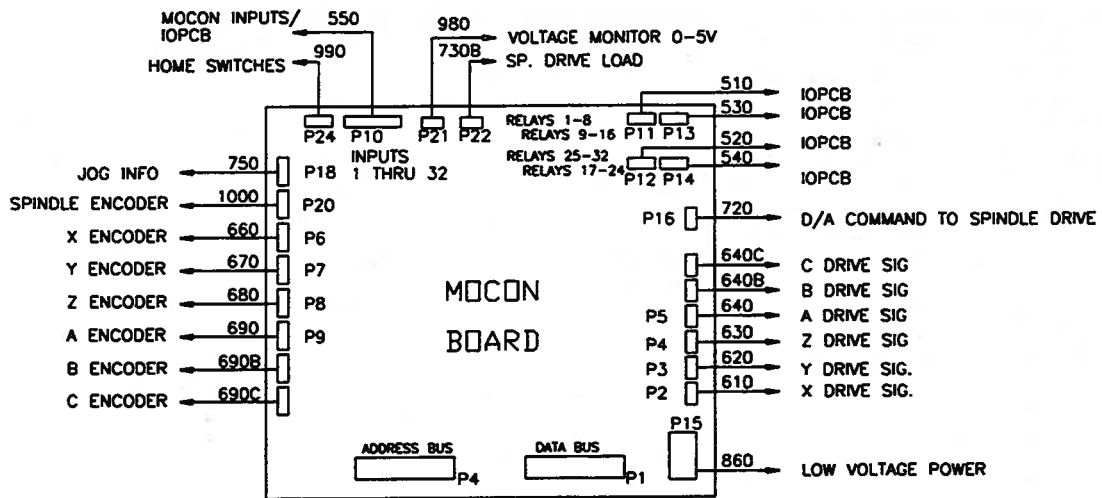 MOCON INPUTS/ 550
IOPCB
990
HOME SWITCHES
980
VOLTAGE MONITOR 0-5V
730B
SP. DRIVE LOAD
510 IOPCB
530 IOPCB
520 IOPCB
540
IOPCB
P24 P10 P21 P22
RELAYS 1-8
RELAYS 9-16
P11 P13
INPUTS
1 THRU 32
RELAYS 25-32
RELAYS 17-24
P12 P14
JOG INFO 750 P18
SPINDLE ENCODER 1000 P20
X ENCODER 660 P6
Y ENCODER 670 P7
Z ENCODER 680 P8
A ENCODER 690 P9
B ENCODER 690B
C ENCODER 690C
MOCON
BOARD
P16 720 D/A COMMAND TO SPINDLE DRIVE
640C C DRIVE SIG
640B B DRIVE SIG
P5 640 A DRIVE SIG
P4 630 Z DRIVE SIG
P3 620 Y DRIVE SIG.
P2 610 X DRIVE SIG.
P15
860 LOW VOLTAGE POWER
ADDRESS BUS
P4
DATA BUS
P1